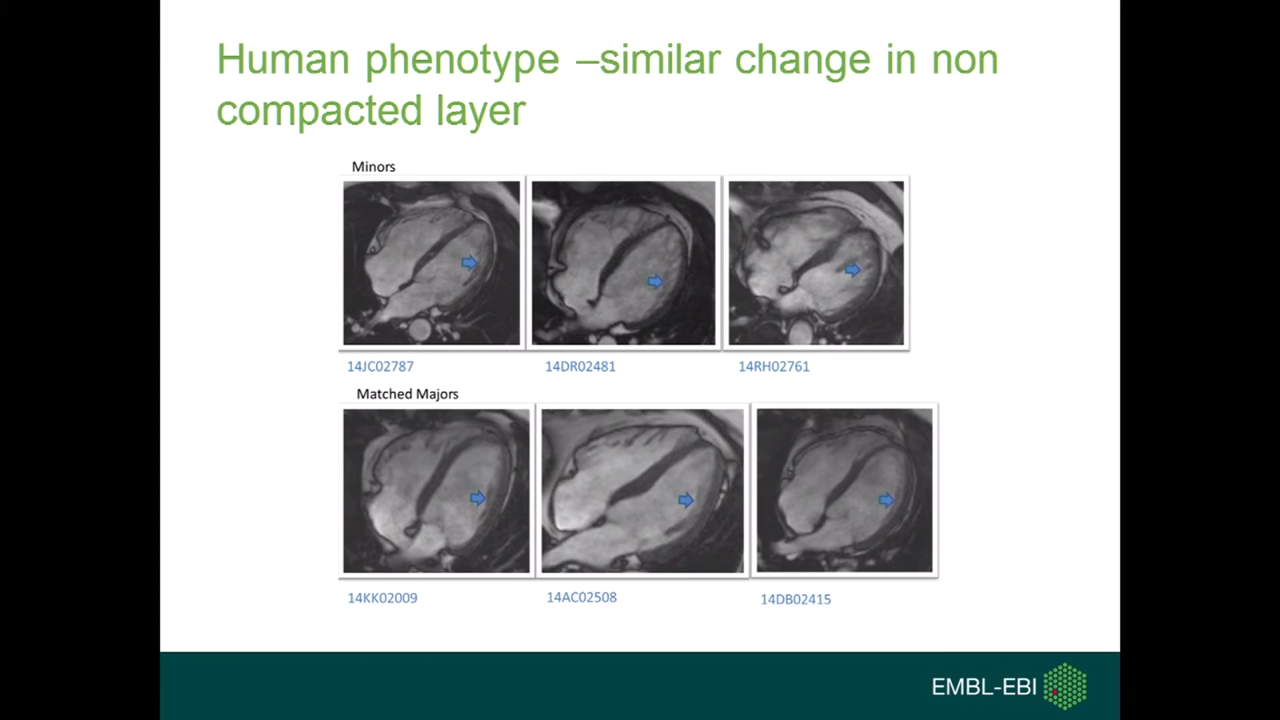 Human phenotype –similar change in non
compacted layer
Minors
14JC02787 14DR02481 14RH02761
Matched Majors
14KK02009 14AC02508 14DB02415
EMBL-EBI